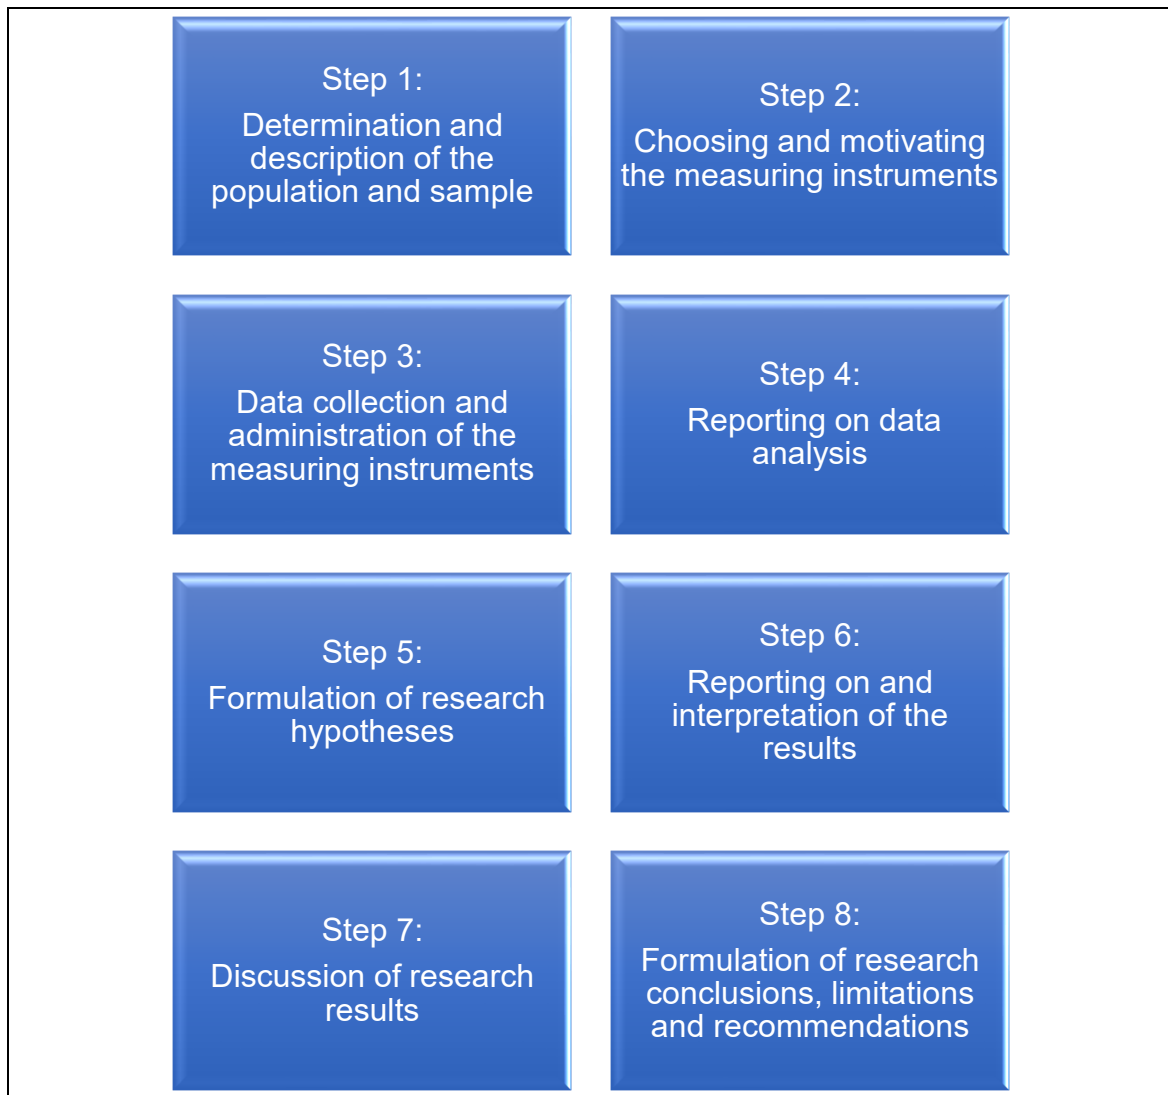 Step 1:
Determination and
description of the
population and sample
Step 2:
Choosing and motivating
the measuring instruments
Step 3:
Data collection and
administration of the
measuring instruments
Step 4:
Reporting on data
analysis
Step 5:
Formulation of research
hypotheses
Step 6:
Reporting on and
interpretation of the
results
Step 7:
Discussion of research
results
Step 8:
Formulation of research
conclusions, limitations
and recommendations